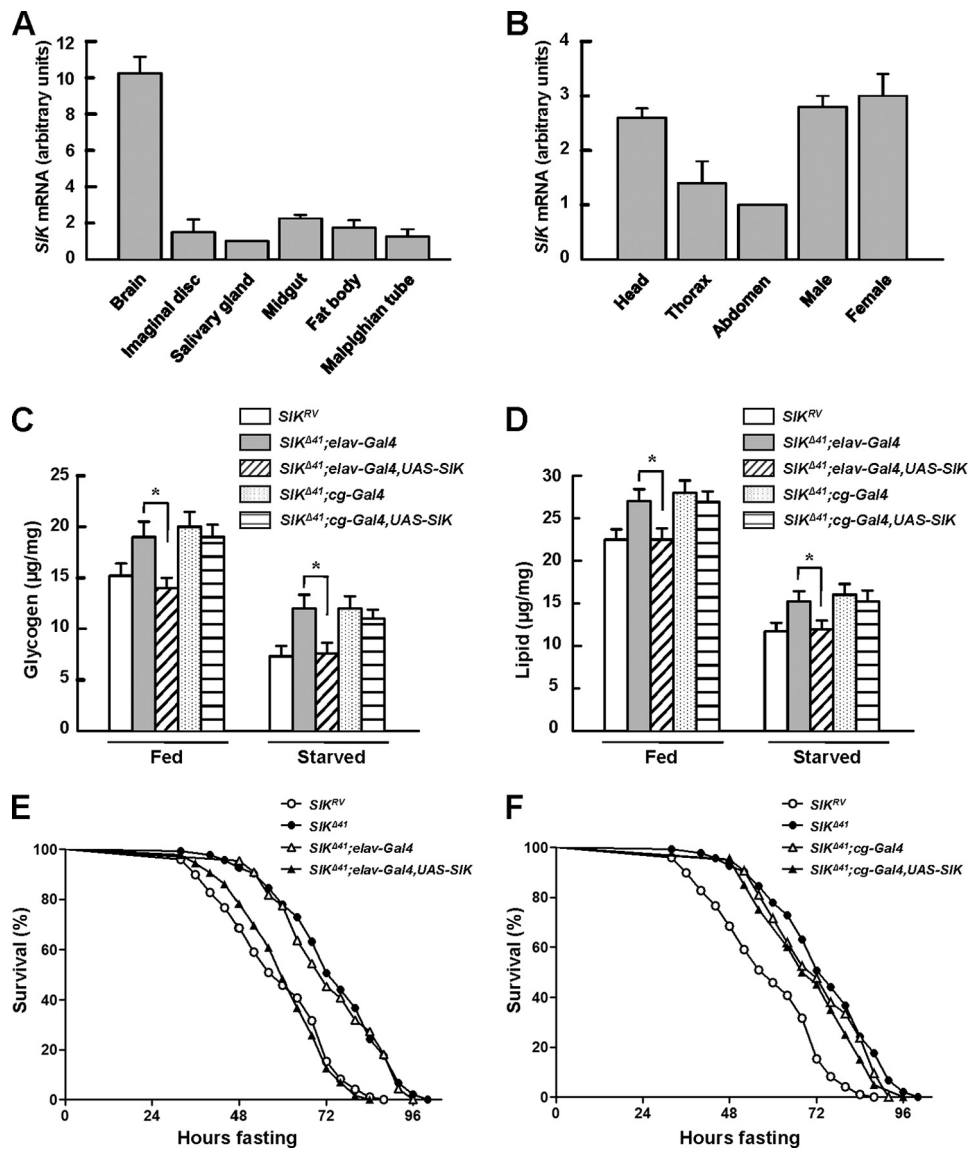 A
SIK mRNA (arbitrary units)
12
10
8
6
4
2
0
Brain
Imaginal disc
Salivary gland
Midgut
Fat body
Malpighian tube
B
SIK mRNA (arbitrary units)
4
3
2
1
0
Head
Thorax
Abdomen
Male
Female
C
SIK^RV
SIK^Δ41;elav-Gal4
SIK^Δ41;elav-Gal4,UAS-SIK
SIK^Δ41;cg-Gal4
SIK^Δ41;cg-Gal4,UAS-SIK
Glycogen (μg/mg)
25
20
15
10
5
0
*
*
Fed
Starved
D
SIK^RV
SIK^Δ41;elav-Gal4
SIK^Δ41;elav-Gal4,UAS-SIK
SIK^Δ41;cg-Gal4
SIK^Δ41;cg-Gal4,UAS-SIK
Lipid (μg/mg)
30
25
20
15
10
5
0
*
*
Fed
Starved
E
SIK^RV
SIK^Δ41
SIK^Δ41;elav-Gal4
SIK^Δ41;elav-Gal4,UAS-SIK
Survival (%)
100
80
60
40
20
0
0
24
48
72
96
Hours fasting
F
SIK^RV
SIK^Δ41
SIK^Δ41;cg-Gal4
SIK^Δ41;cg-Gal4,UAS-SIK
Survival (%)
100
80
60
40
20
0
0
24
48
72
96
Hours fasting